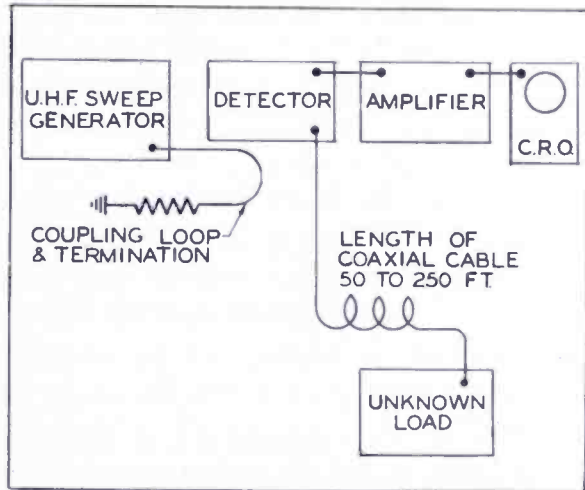 U.H.F. SWEEP
GENERATOR
DETECTOR
AMPLIFIER
C.R.O.
COUPLING LOOP
& TERMINATION
LENGTH OF
COAXIAL CABLE
50 TO 250 FT.
UNKNOWN
LOAD